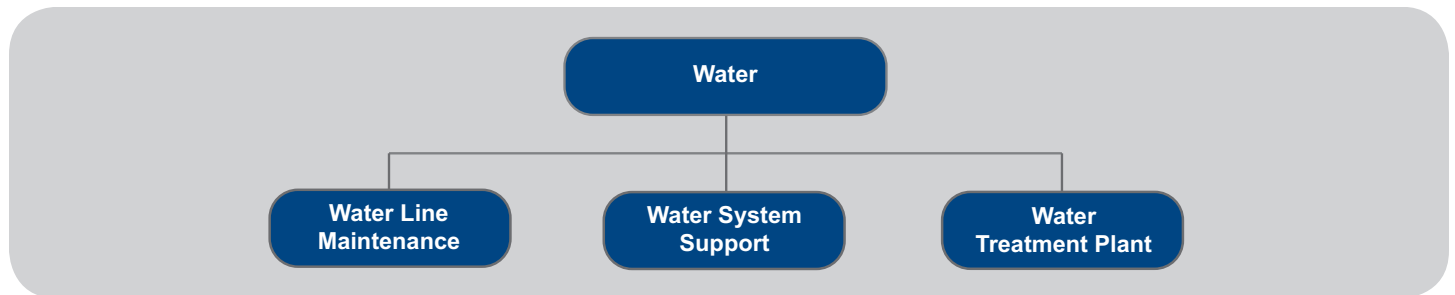 Water
Water Line
Maintenance
Water System
Support
Water
Treatment Plant